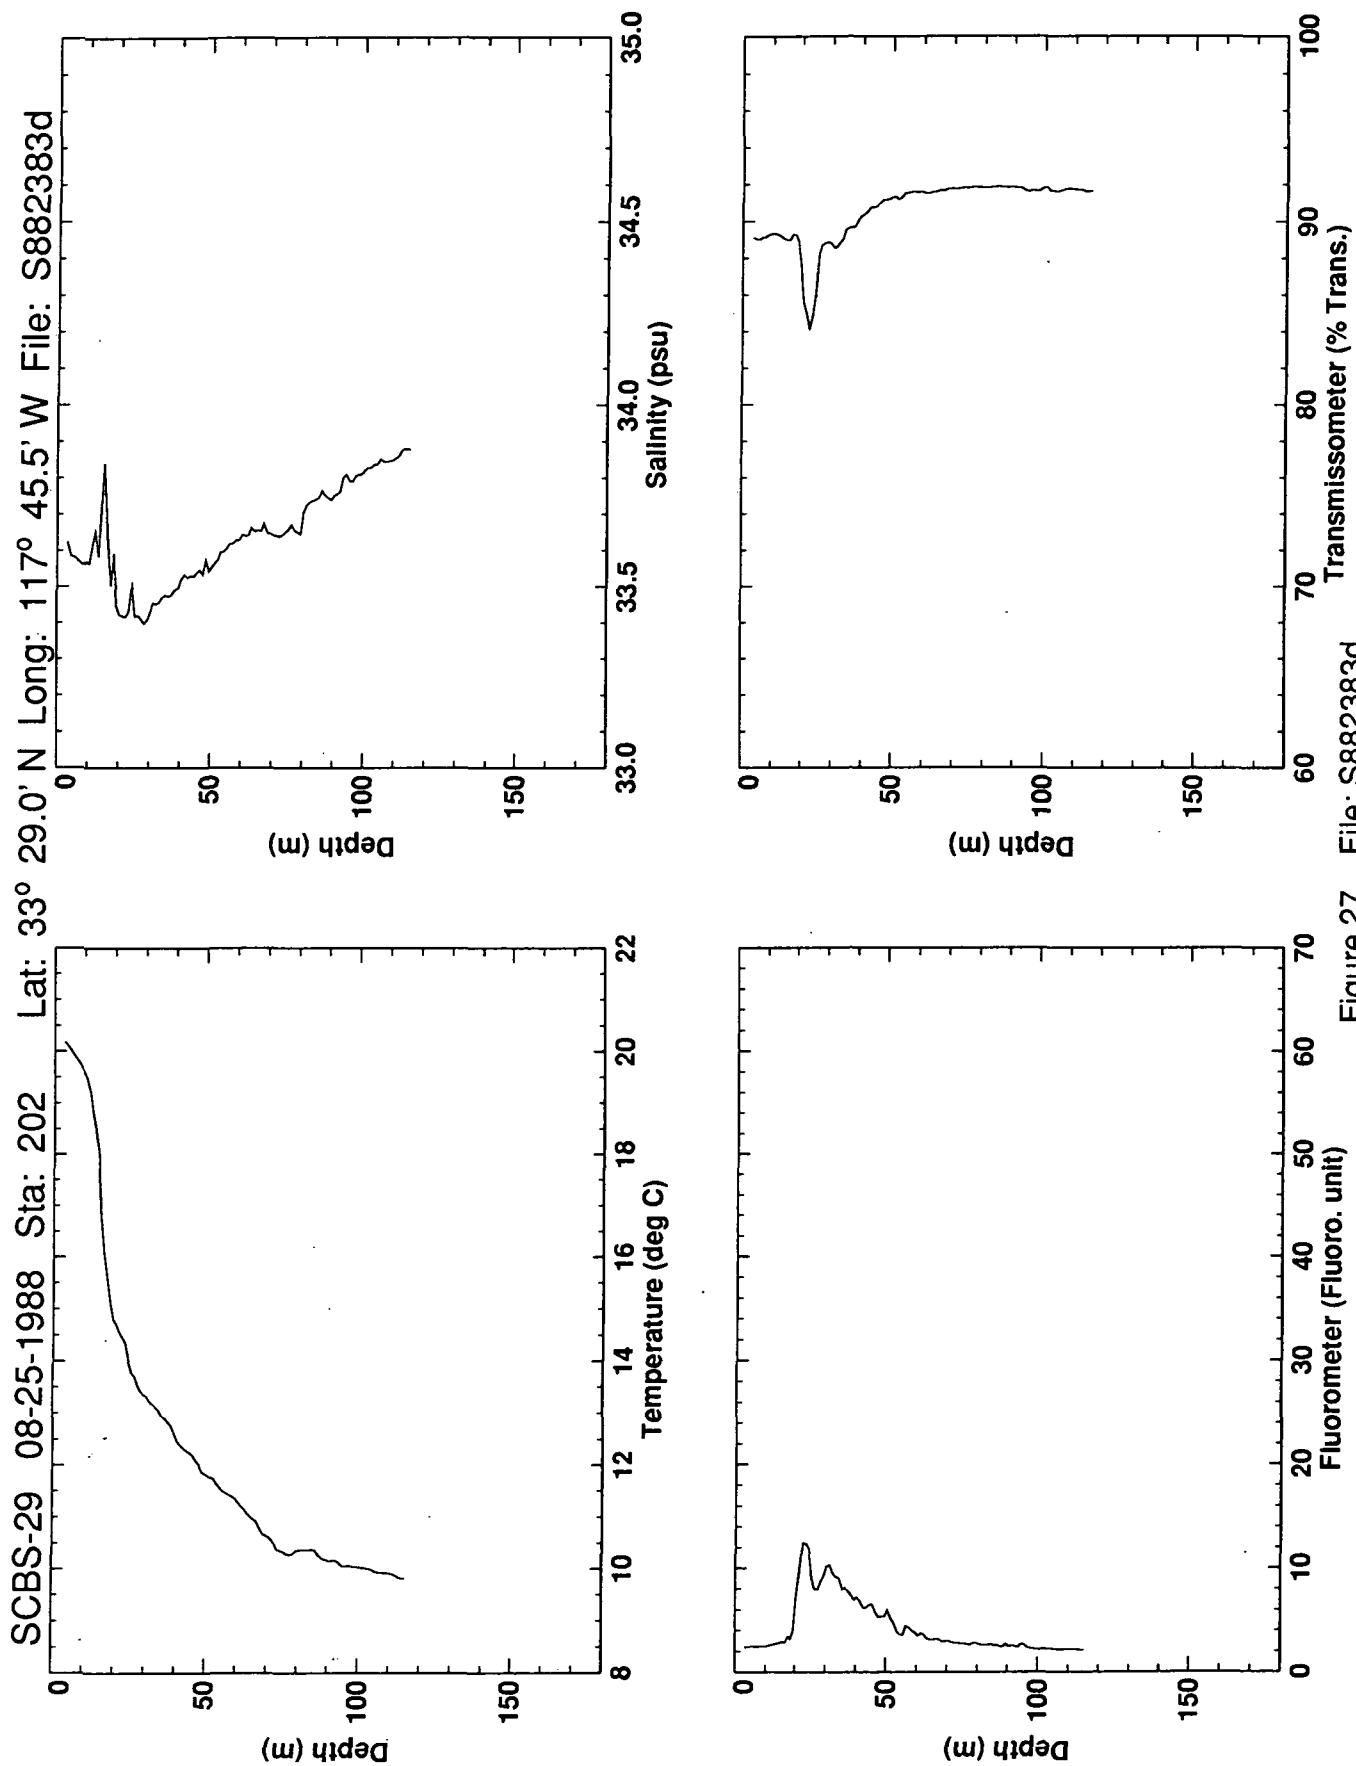 SCBS-29 08-25-1988 Sta: 202 Lat: 33° 29.0' N Long: 117° 45.5' W File: S882383d
0
50
100
150
Depth (m)
8 10 12 14 16 18 20 22
Temperature (deg C)
0
50
100
150
Depth (m)
33.0 33.5 34.0 34.5 35.0
Salinity (psu)
0
50
100
150
Depth (m)
0 10 20 30 40 50 60 70
Fluorometer (Fluoro. unit)
0
50
100
150
Depth (m)
60 70 80 90 100
Transmissometer (% Trans.)
Figure 27 File: S882383d